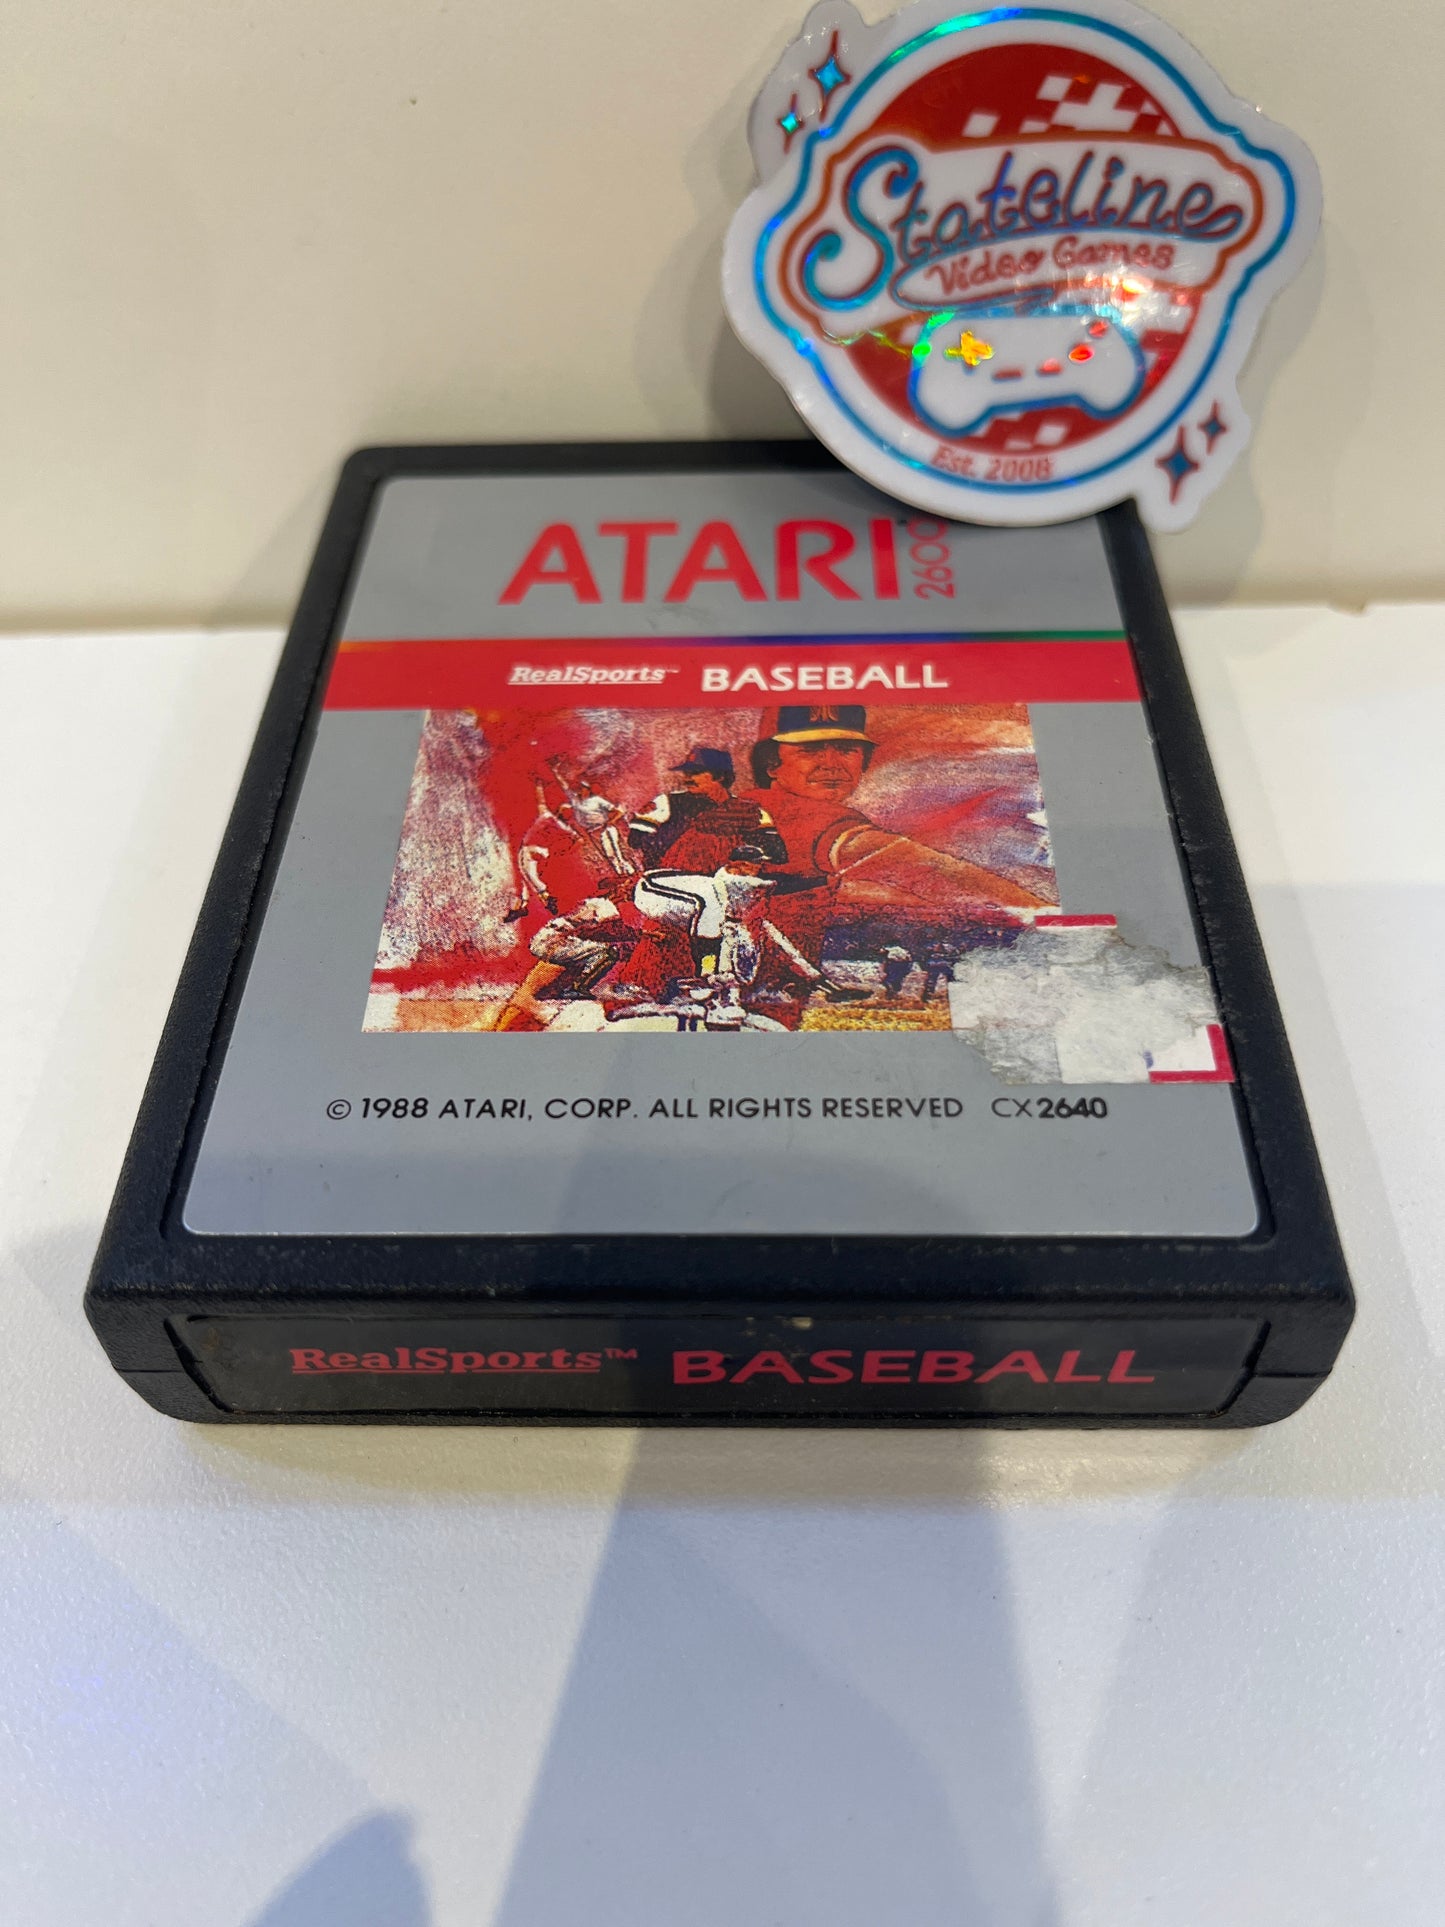 Stateline
Video Games
Est. 2008
ATARI 2600
RealSports™ BASEBALL
© 1988 ATARI, CORP. ALL RIGHTS RESERVED CX2640
RealSports™ BASEBALL